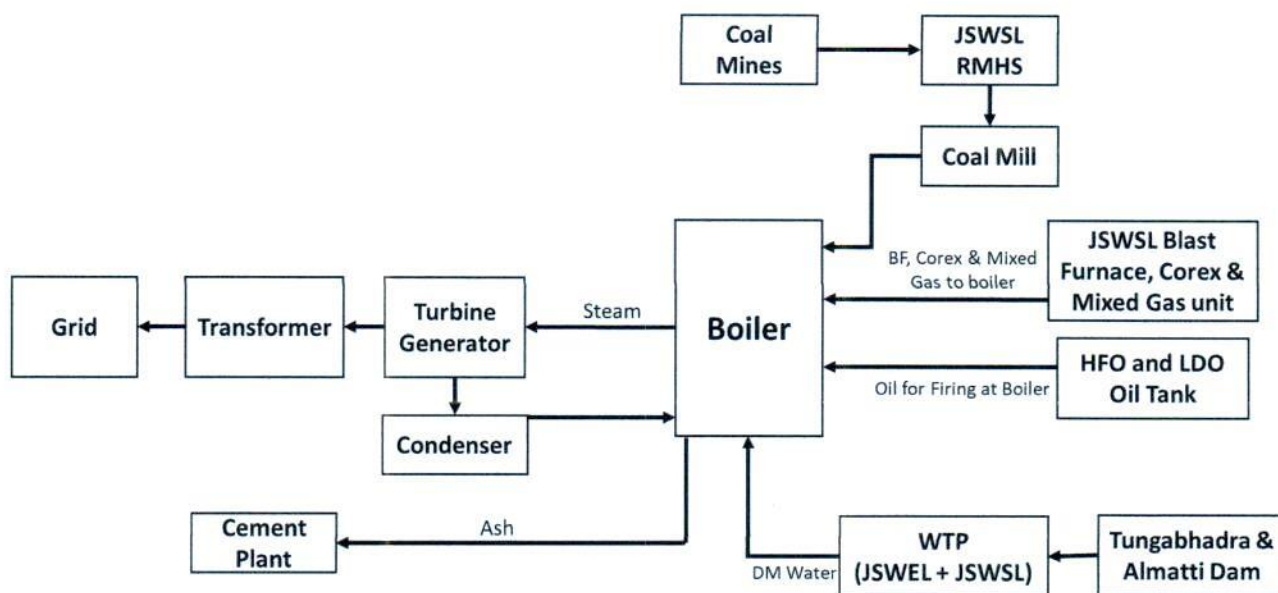 Coal
Mines
JSWSL
RMHS
Coal Mill
BF, Corex & Mixed
Gas to boiler
JSWSL Blast
Furnace, Corex &
Mixed Gas unit
Grid
Transformer
Turbine
Generator
Steam
Boiler
Oil for Firing at Boiler
HFO and LDO
Oil Tank
Condenser
Cement
Plant
Ash
DM Water
WTP
(JSWEL + JSWSL)
Tungabhadra &
Almatti Dam